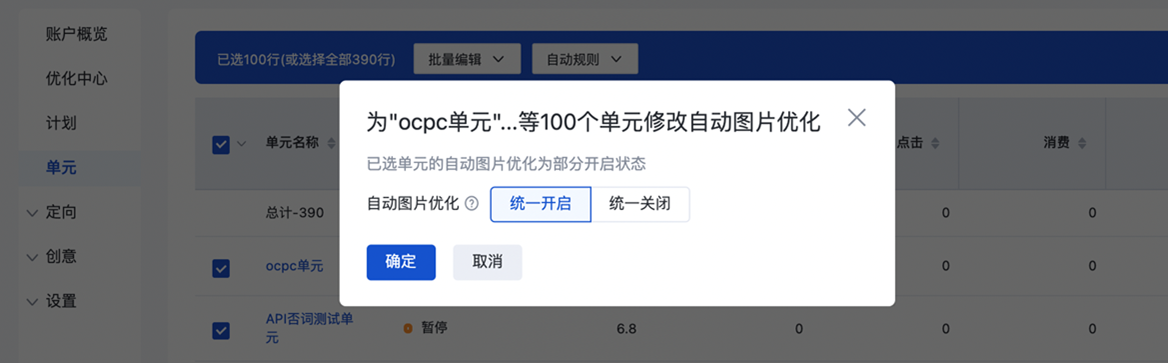 账户概览
优化中心
计划
单元
定向
创意
设置
已选100行(或选择全部390行)
批量编辑
自动规则
单元名称
点击
消费
总计-390
0
0
ocpc单元
0
0
API否词测试单
元
暂停
6.8
0
0
0
为"ocpc单元"...等100个单元修改自动图片优化
已选单元的自动图片优化为部分开启状态
自动图片优化
统一开启
统一关闭
确定
取消